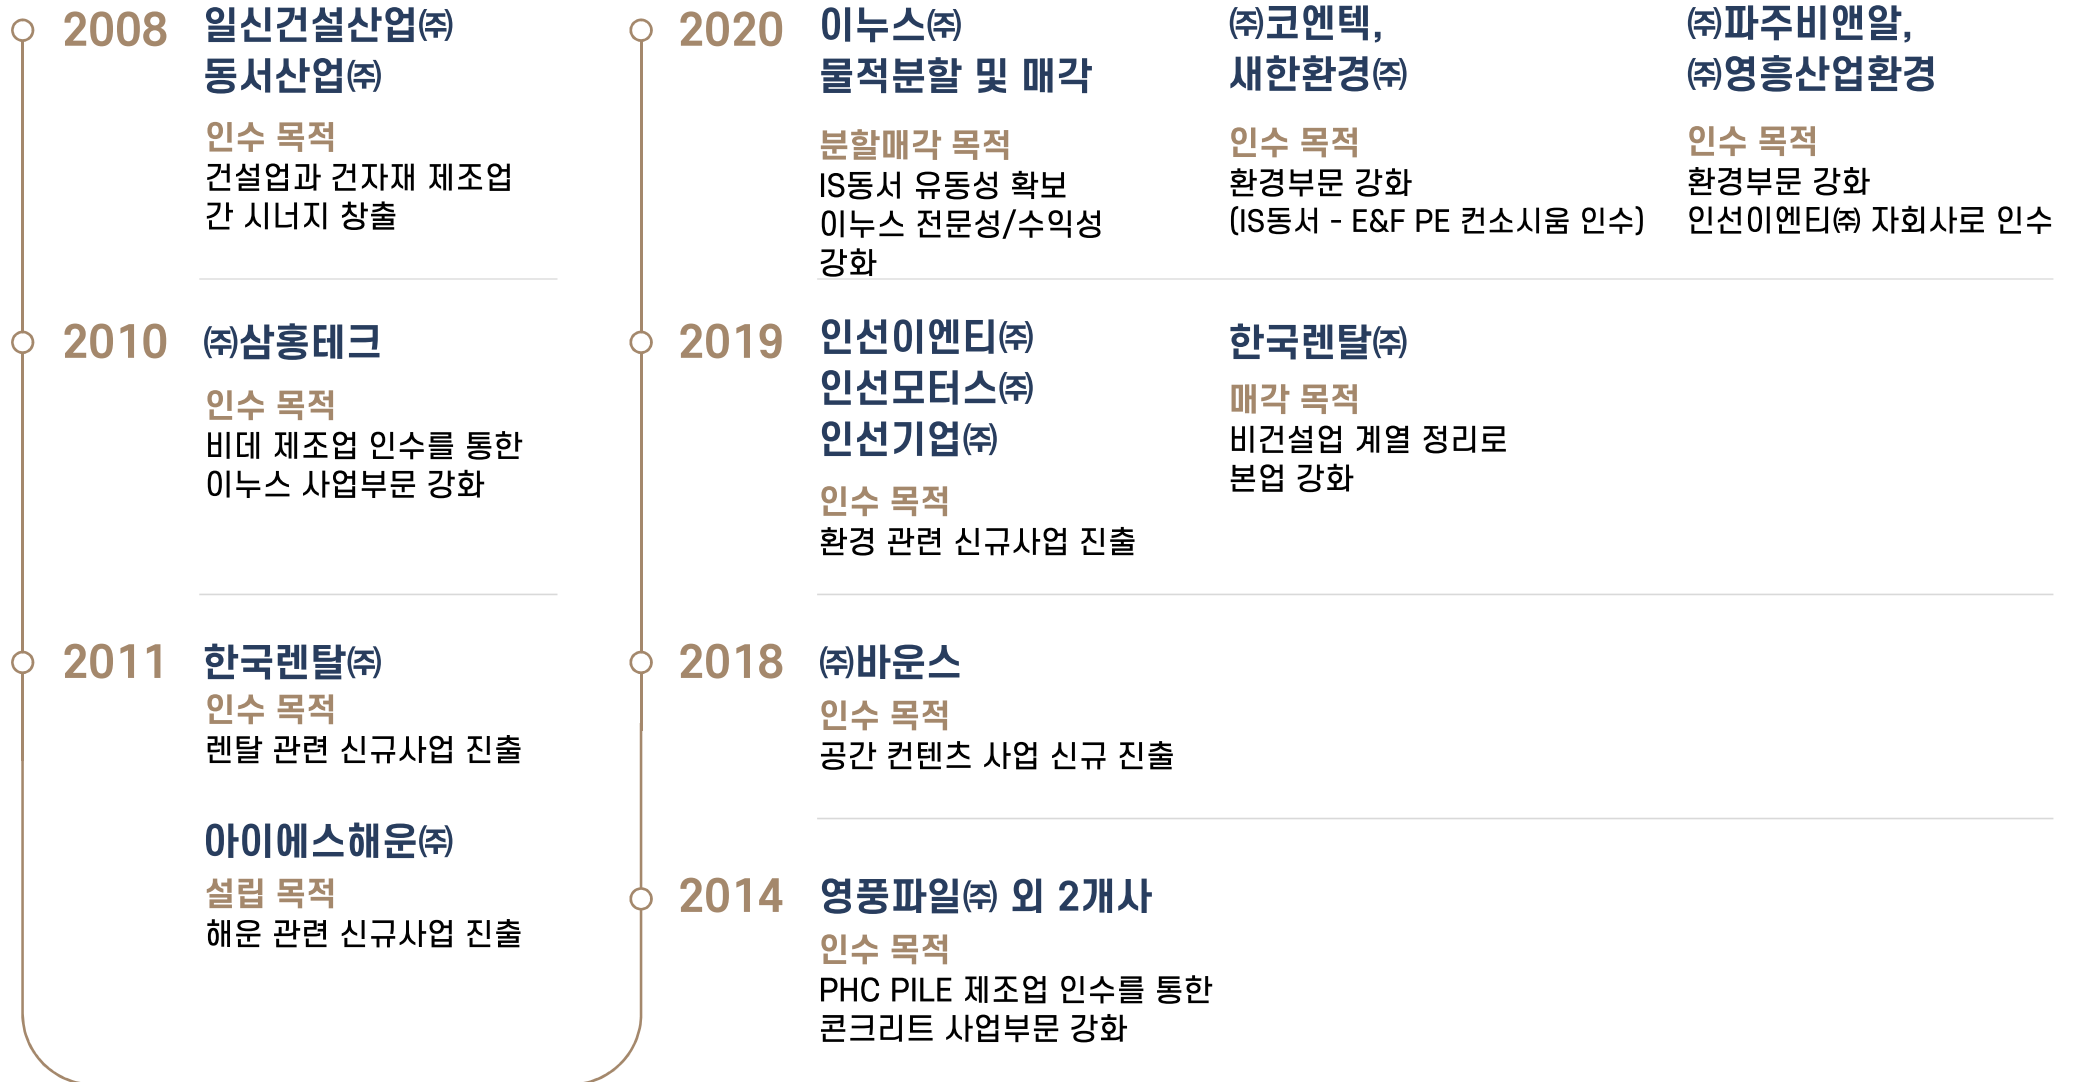 2008
일신건설산업㈜
동서산업㈜
인수 목적
건설업과 건자재 제조업
간 시너지 창출
2010
㈜삼홍테크
인수 목적
비데 제조업 인수를 통한
이누스 사업부문 강화
2011
한국렌탈㈜
인수 목적
렌탈 관련 신규사업 진출
아이에스해운㈜
설립 목적
해운 관련 신규사업 진출
2020
이누스㈜
물적분할 및 매각
분할매각 목적
IS동서 유동성 확보
이누스 전문성/수익성
강화
㈜코엔텍,
새한환경㈜
인수 목적
환경부문 강화
(IS동서 - E&F PE 컨소시움 인수)
㈜파주비앤알,
㈜영흥산업환경
인수 목적
환경부문 강화
인선이엔티㈜ 자회사로 인수
2019
인선이엔티㈜
인선모터스㈜
인선기업㈜
인수 목적
환경 관련 신규사업 진출
한국렌탈㈜
매각 목적
비건설업 계열 정리로
본업 강화
2018
㈜바운스
인수 목적
공간 컨텐츠 사업 신규 진출
2014
영풍파일㈜ 외 2개사
인수 목적
PHC PILE 제조업 인수를 통한
콘크리트 사업부문 강화